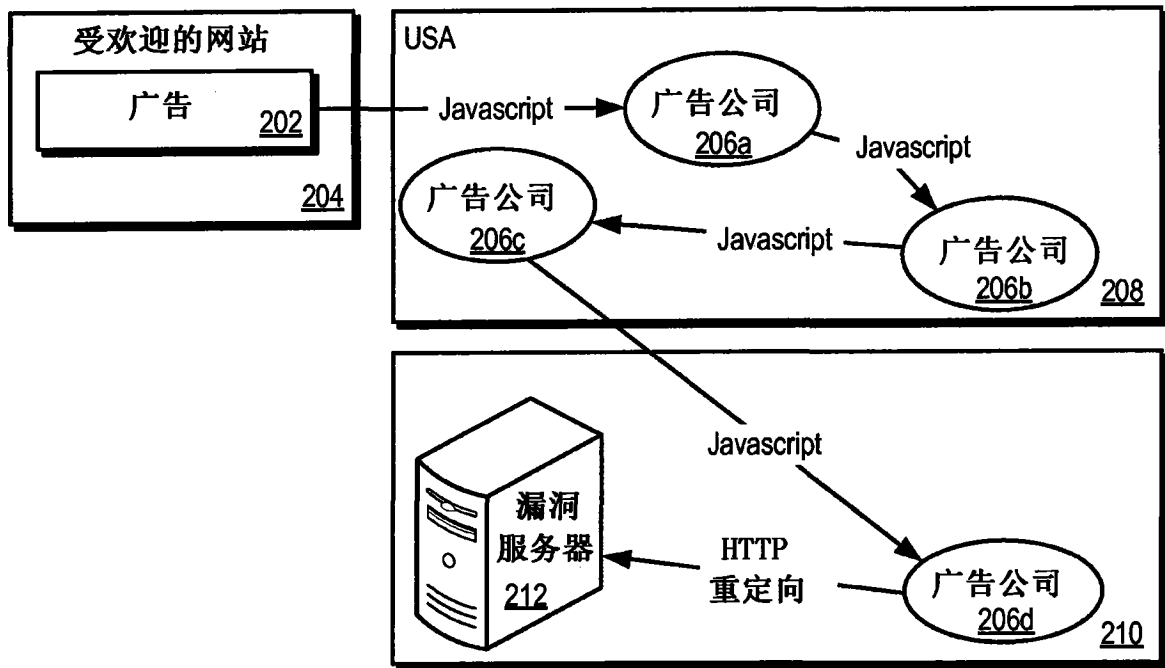 受欢迎的网站
广告
202
204
USA
Javascript
广告公司
206a
Javascript
广告公司
206b
Javascript
广告公司
206c
208
Javascript
广告公司
206d
HTTP
重定向
漏洞
服务器
212
210